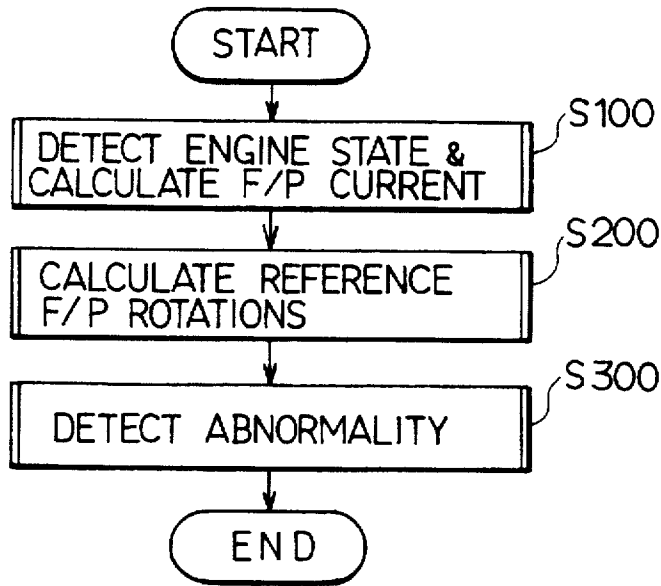 START
S100
DETECT ENGINE STATE &
CALCULATE F/P CURRENT
S200
CALCULATE REFERENCE
F/P ROTATIONS
S300
DETECT ABNORMALITY
END